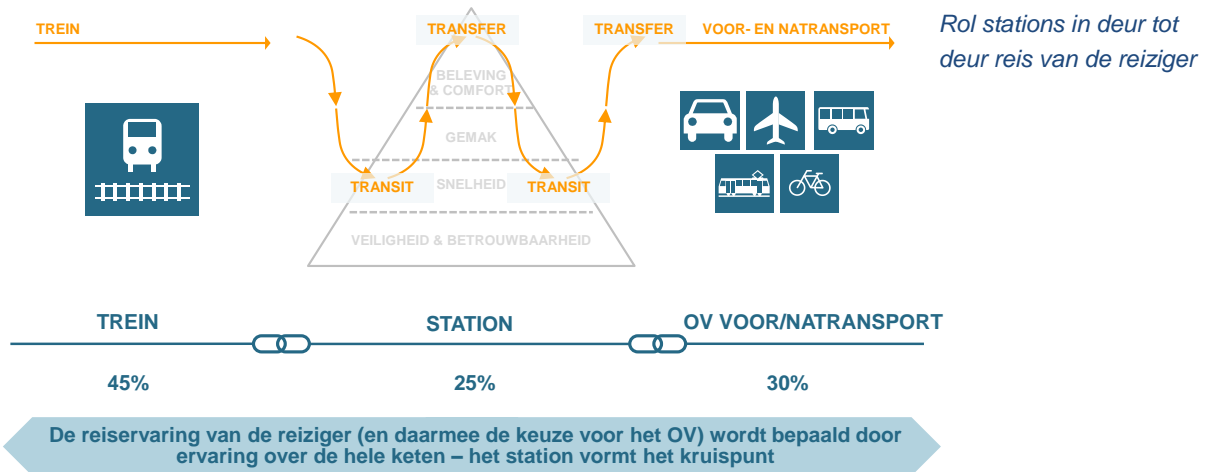 TREIN
TRANSFER
TRANSFER
VOOR- EN NATRANSPORT
Rol stations in deur tot
deur reis van de reiziger
BELEVING
& COMFORT
GEMAK
TRANSIT
SNELHEID
TRANSIT
VEILIGHEID & BETROUWBAARHEID
TREIN
STATION
OV VOOR/NATRANSPORT
45%
25%
30%
De reiservaring van de reiziger (en daarmee de keuze voor het OV) wordt bepaald door
ervaring over de hele keten – het station vormt het kruispunt